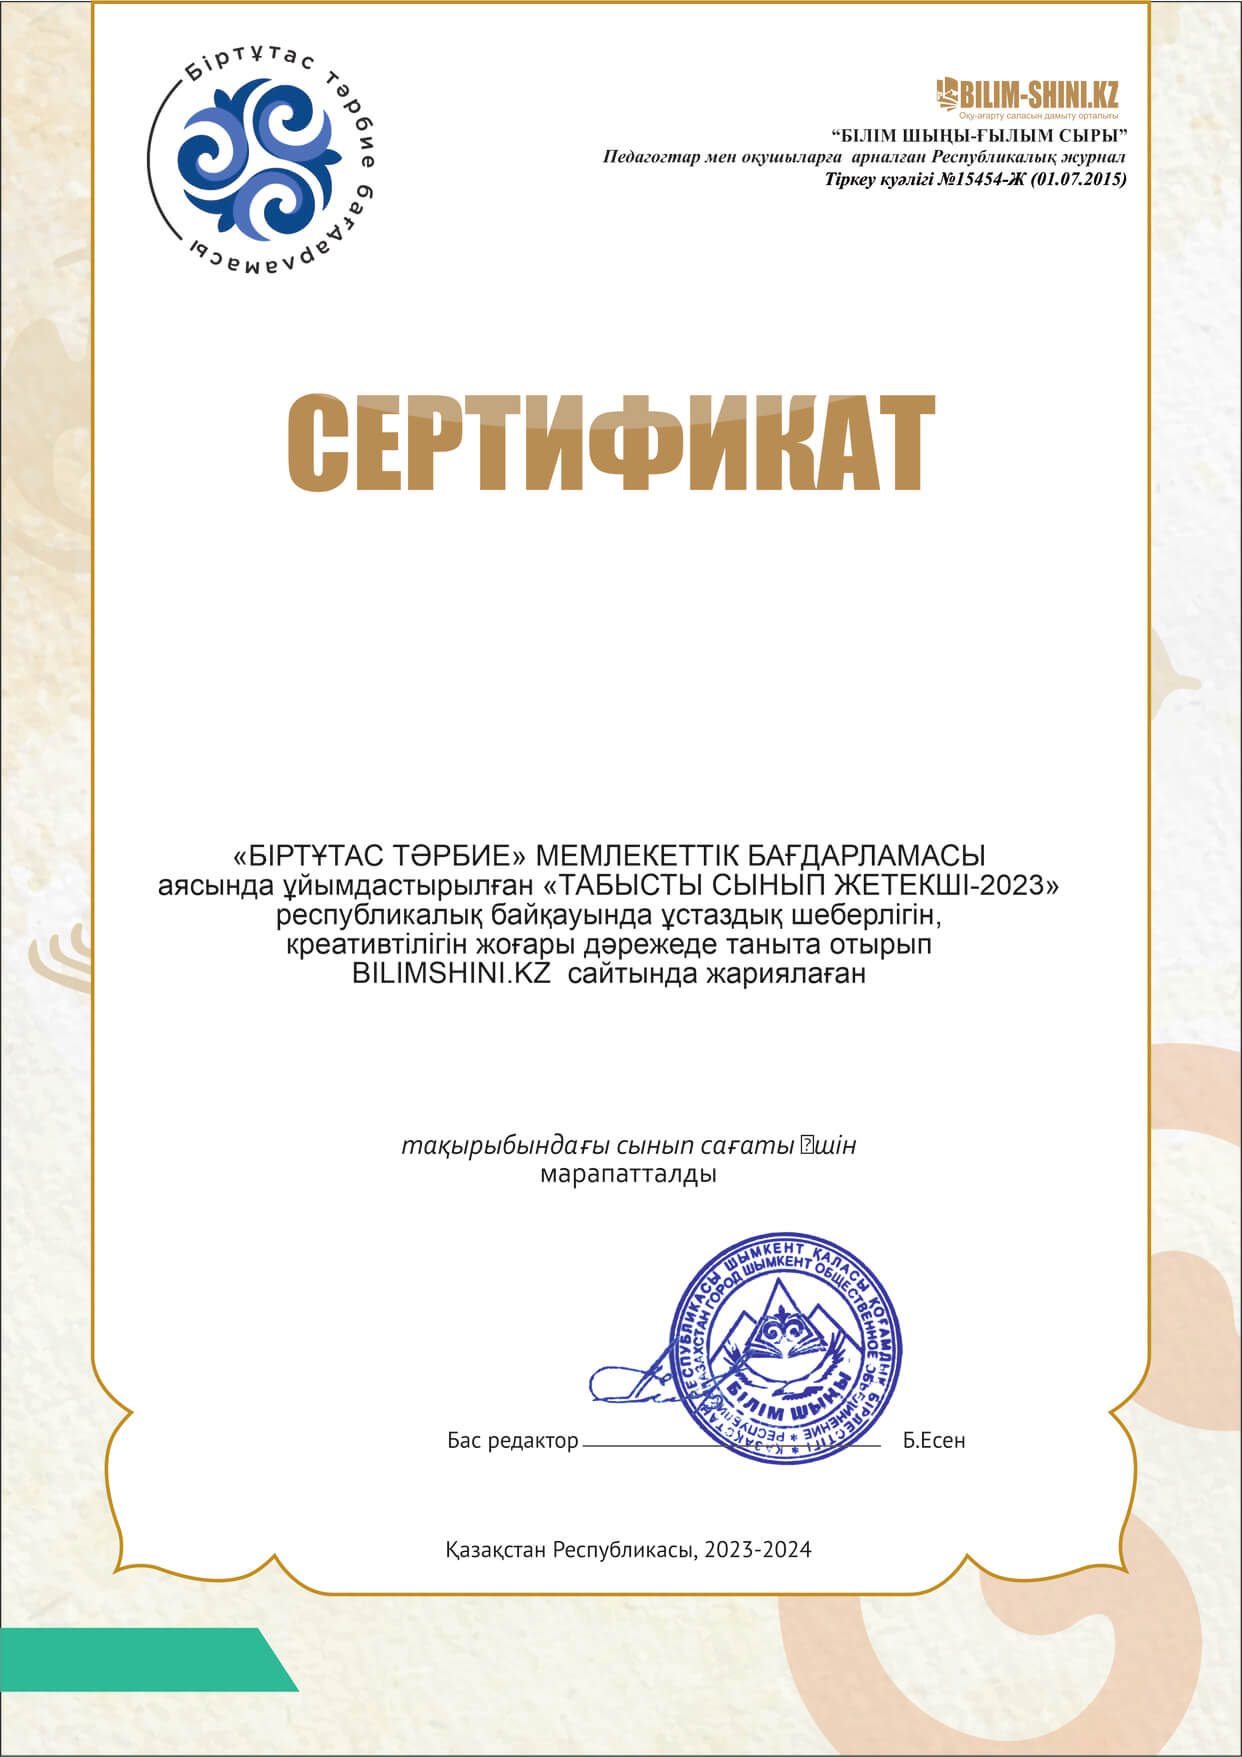 Біртұтас тәрбие бағдарламасы
BILIM-SHINI.KZ
Оқу-ағарту саласын дамыту орталығы
“БІЛІМ ШЫҢЫ-ҒЫЛЫМ СЫРЫ”
Педагогтар мен оқушыларға арналған Республикалық журнал
Тіркеу куәлігі №15454-Ж (01.07.2015)
СЕРТИФИКАТ
«БІРТҰТАС ТӘРБИЕ» МЕМЛЕКЕТТІК БАҒДАРЛАМАСЫ
аясында ұйымдастырылған «ТАБЫСТЫ СЫНЫП ЖЕТЕКШІ-2023»
республикалық байқауында ұстаздық шеберлігін,
креативтілігін жоғары дәрежеде таныта отырып
BILIMSHINI.KZ сайтында жариялаған
тақырыбындағы сынып сағаты шін
марапатталды
ҚАЗАҚСТАН РЕСПУБЛИКАСЫ ШЫМКЕНТ ҚАЛАСЫ ҚОҒАМДЫҚ БІРЛЕСТІГІ
РЕСПУБЛИКА КАЗАХСТАН ГОРОД ШЫМКЕНТ ОБЩЕСТВЕННОЕ ОБЪЕДИНЕНИЕ
БІЛІМ ШЫҢЫ
Бас редактор Б.Есен
Қазақстан Республикасы, 2023-2024